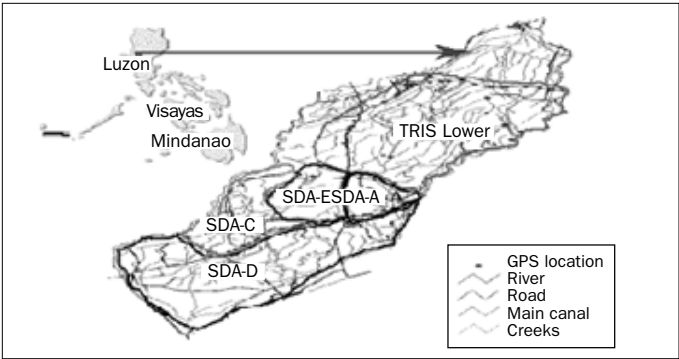 Luzon
Visayas
Mindanao
TRIS Lower
SDA-ESDA-A
SDA-C
SDA-D
GPS location
River
Road
Main canal
Creeks